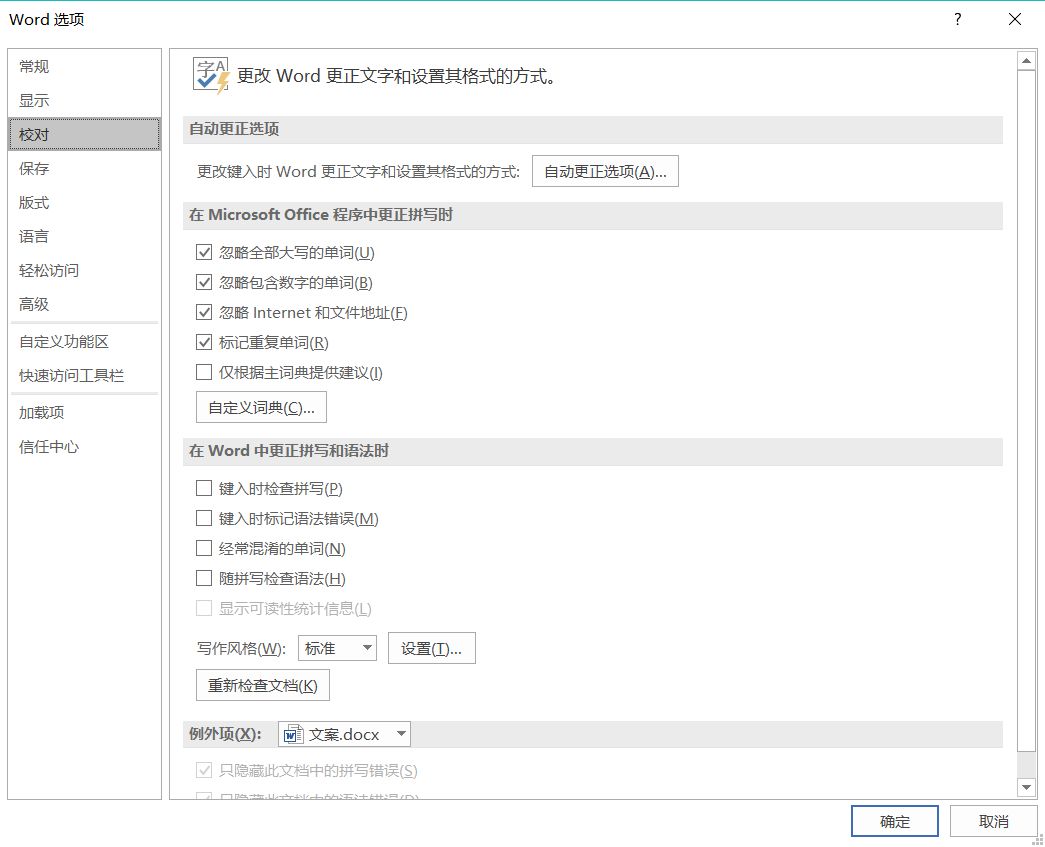 Word 选项
?
常规
显示
校对
保存
版式
语言
轻松访问
高级
自定义功能区
快速访问工具栏
加载项
信任中心
更改 Word 更正文字和设置其格式的方式。
自动更正选项
更改键入时 Word 更正文字和设置其格式的方式: 自动更正选项(A)...
在 Microsoft Office 程序中更正拼写时
忽略全部大写的单词(U)
忽略包含数字的单词(B)
忽略 Internet 和文件地址(F)
标记重复单词(R)
仅根据主词典提供建议(I)
自定义词典(C)...
在 Word 中更正拼写和语法时
键入时检查拼写(P)
键入时标记语法错误(M)
经常混淆的单词(N)
随拼写检查语法(H)
显示可读性统计信息(L)
写作风格(W): 标准 设置(T)...
重新检查文档(K)
例外项(X): 文案.docx
只隐藏此文档中的拼写错误(S)
只隐藏此文档中的语法错误(D)
确定 取消